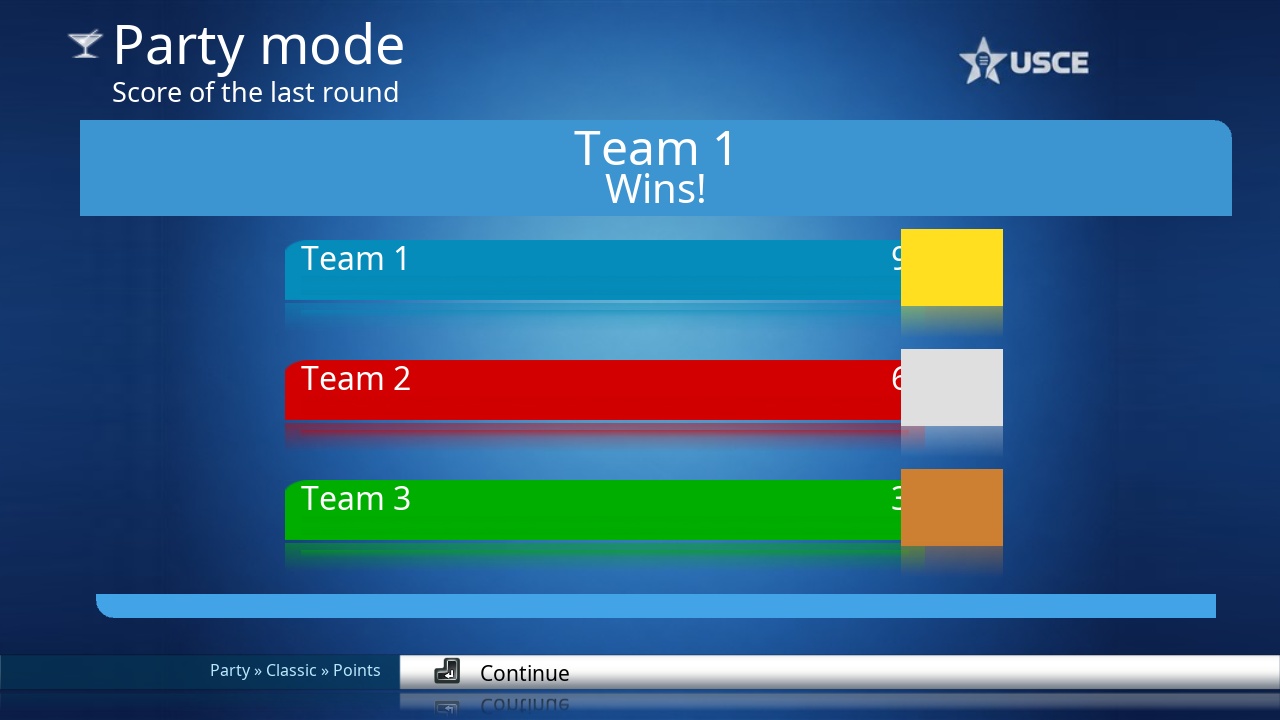 Party mode
Score of the last round
USCE
Team 1
Wins!
Team 1
Team 2
Team 3
Party » Classic » Points
Continue